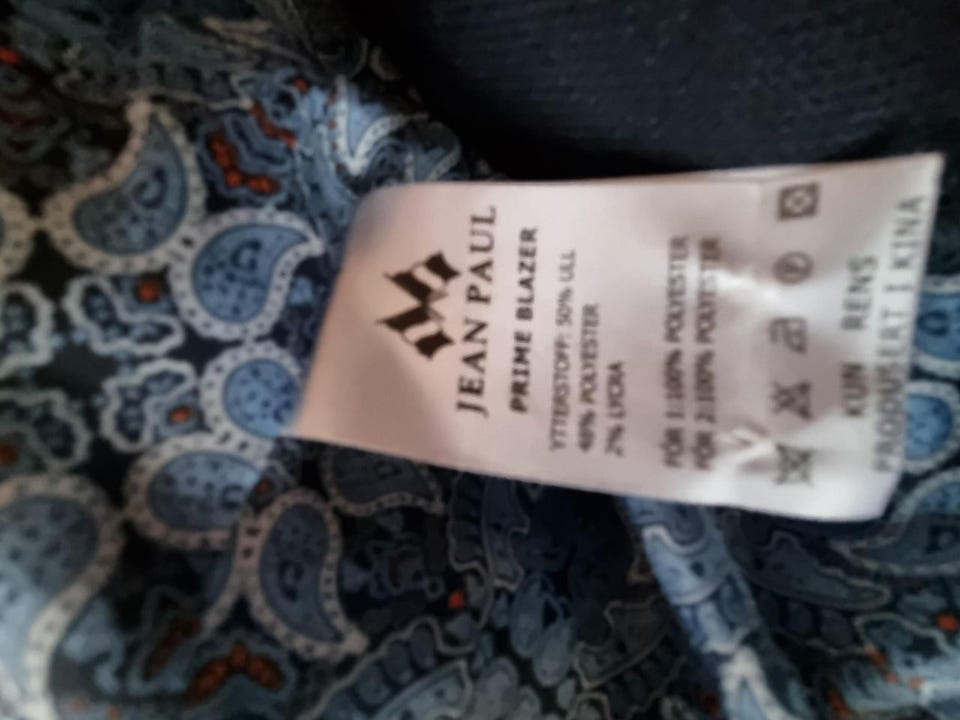 JEAN PAUL
PRIME BLAZER
YTTERSTOFF: 50% ULL
48% POLYESTER
2% LYCRA
FÔR 1:100% POLYESTER
FÔR 2:100% POLYESTER
KUN RENS
PRODUSERT I KINA